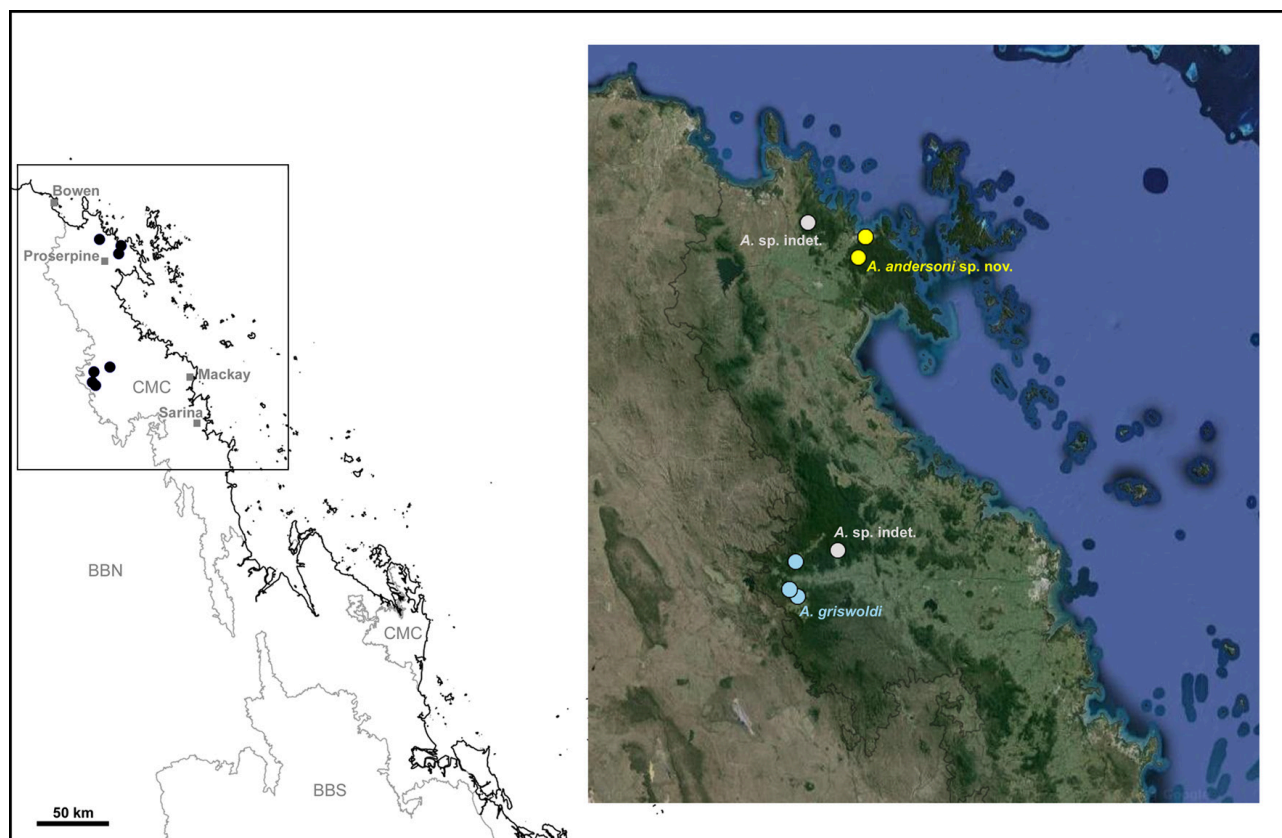 Bowen
Proserpine
CMC
Mackay
Sarina
BBN
CMC
BBS
50 km
A. sp. indet.
A. andersoni sp. nov.
A. sp. indet.
A. griswoldi